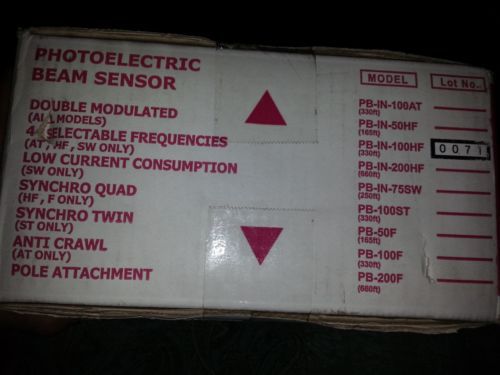 PHOTOELECTRIC
BEAM SENSOR
DOUBLE MODULATED
(ALL MODELS)
4 SELECTABLE FREQUENCIES
(AT, HF, SW ONLY)
LOW CURRENT CONSUMPTION
(SW ONLY)
SYNCHRO QUAD
(HF, F ONLY)
SYNCHRO TWIN
(ST ONLY)
ANTI CRAWL
(AT ONLY)
POLE ATTACHMENT
MODEL Lot No..
PB-IN-100AT
(330ft)
PB-IN-50HF
(165ft)
PB-IN-100HF 0071
(330ft)
PB-IN-200HF
(660ft)
PB-IN-75SW
(250ft)
PB-100ST
(330ft)
PB-50F
(165ft)
PB-100F
(330ft)
PB-200F
(660ft)